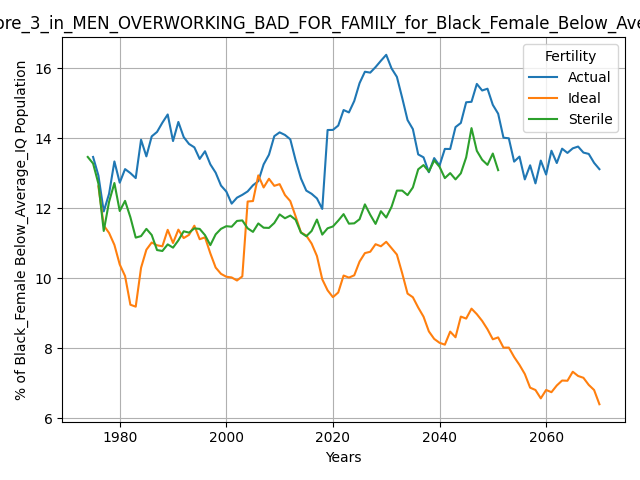 ore_3_in_MEN_OVERWORKING_BAD_FOR_FAMILY_for_Black_Female_Below_Ave
Fertility
Actual
Ideal
Sterile
% of Black_Female Below_Average_IQ Population
16
14
12
10
8
6
1980 2000 2020 2040 2060
Years